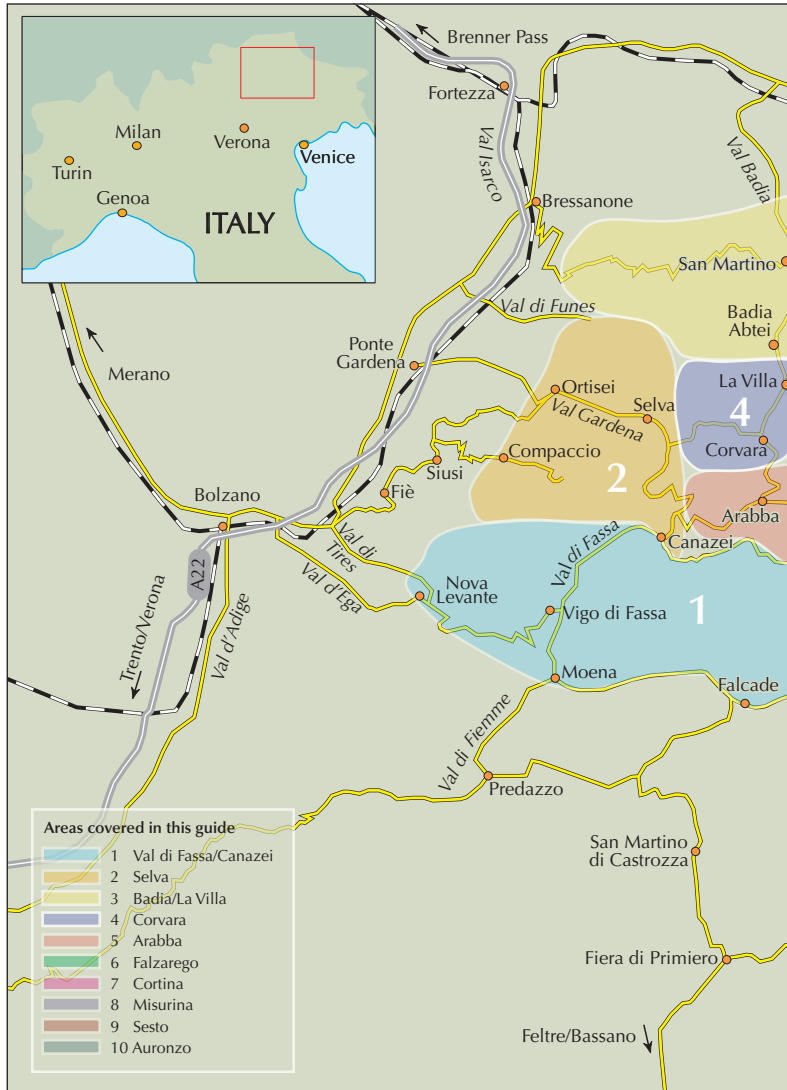 Milan
Turin
Verona
Venice
Genoa
ITALY
Brenner Pass
Fortezza
Val Isarco
Val Badia
Bressanone
San Martino
Val di Funes
Badia
Abtei
Ponte
Gardena
Merano
Ortisei
Val Gardena
Selva
La Villa
4
Corvara
Compaccio
Siusi
2
Fiè
Bolzano
Arabba
Canazei
Val di
Tires
Val d'Ega
Val di Fassa
Nova
Levante
Vigo di Fassa
1
A22
Trento/Verona
Val d'Adige
Moena
Falcade
Val di Fiemme
Predazzo
San Martino
di Castrozza
Fiera di Primiero
Feltre/Bassano
Areas covered in this guide
1 Val di Fassa/Canazei
2 Selva
3 Badia/La Villa
4 Corvara
5 Arabba
6 Falzarego
7 Cortina
8 Misurina
9 Sesto
10 Auronzo